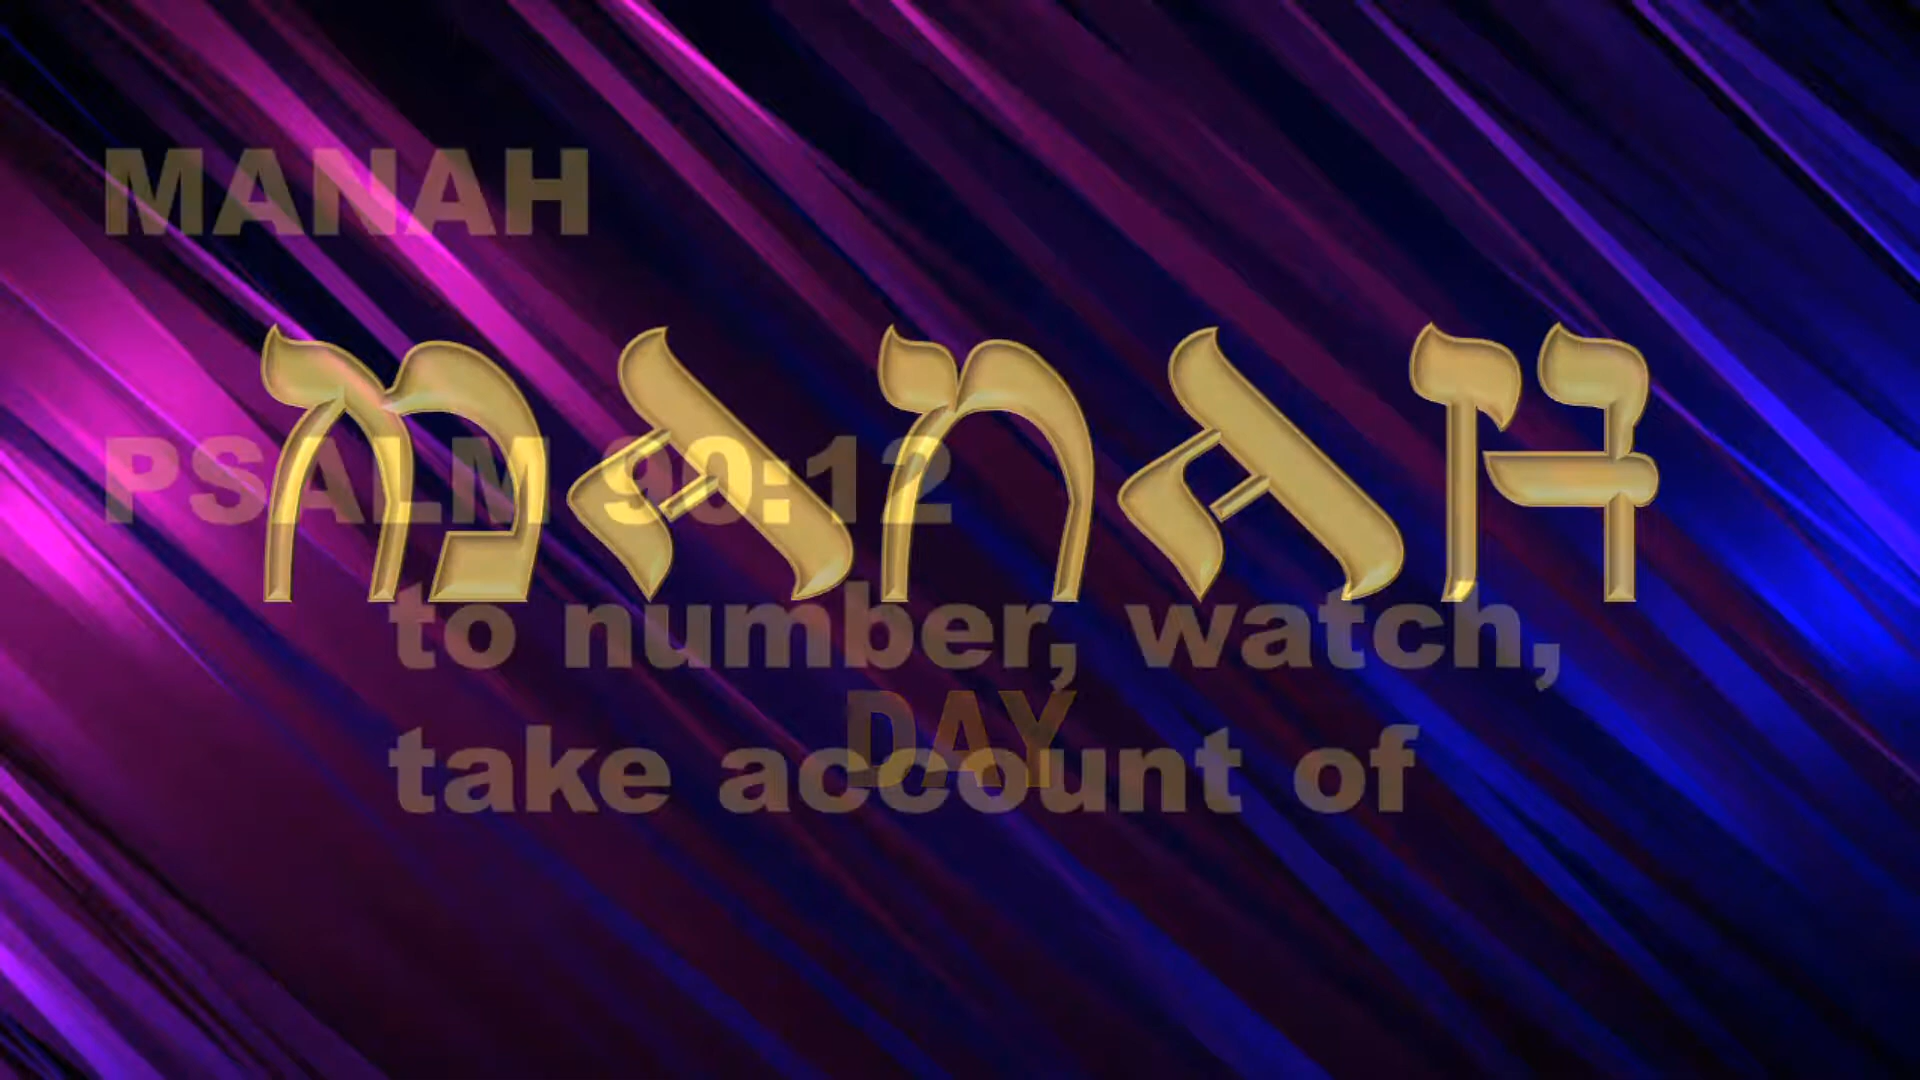 MANAH
MANAH
PSALM 90:12
to number, watch,
DAY
take account of